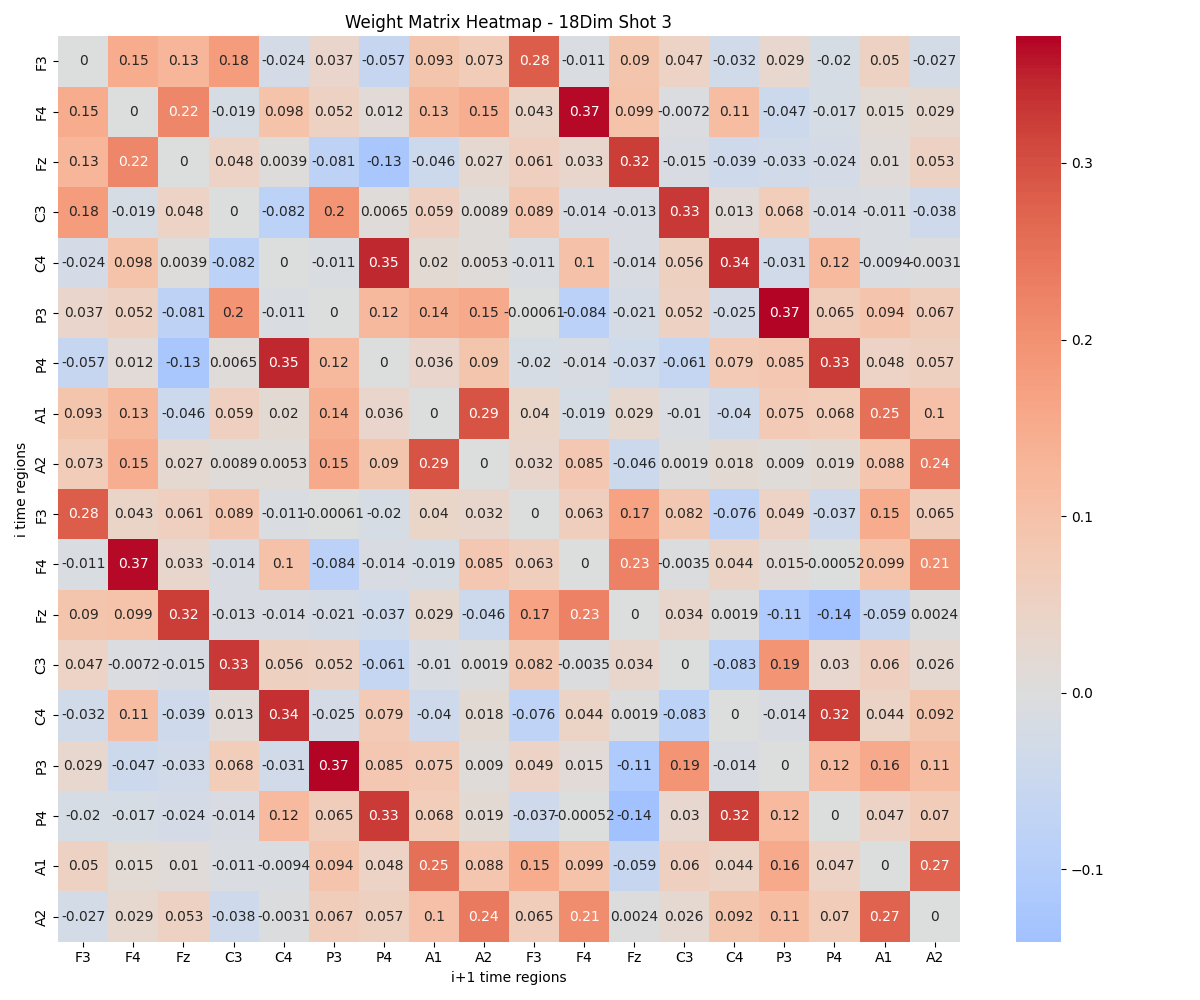 Weight Matrix Heatmap - 18Dim Shot 3
F3 0 0.15 0.13 0.18 -0.024 0.037 -0.057 0.093 0.073 0.28 -0.011 0.09 0.047 -0.032 0.029 -0.02 0.05 -0.027
F4 0.15 0 0.22 -0.019 0.098 0.052 0.012 0.13 0.15 0.043 0.37 0.099 -0.0072 0.11 -0.047 -0.017 0.015 0.029
Fz 0.13 0.22 0 0.048 0.0039 -0.081 -0.13 -0.046 0.027 0.061 0.033 0.32 -0.015 -0.039 -0.033 -0.024 0.01 0.053
0.3
C3 0.18 -0.019 0.048 0 -0.082 0.2 0.0065 0.059 0.0089 0.089 -0.014 -0.013 0.33 0.013 0.068 -0.014 -0.011 -0.038
C4 -0.024 0.098 0.0039 -0.082 0 -0.011 0.35 0.02 0.0053 -0.011 0.1 -0.014 0.056 0.34 -0.031 0.12 -0.0094 -0.0031
P3 0.037 0.052 -0.081 0.2 -0.011 0 0.12 0.14 0.15 -0.00061 -0.084 -0.021 0.052 -0.025 0.37 0.065 0.094 0.067
0.2
P4 -0.057 0.012 -0.13 0.0065 0.35 0.12 0 0.036 0.09 -0.02 -0.014 -0.037 -0.061 0.079 0.085 0.33 0.048 0.057
A1 0.093 0.13 -0.046 0.059 0.02 0.14 0.036 0 0.29 0.04 -0.019 0.029 -0.01 -0.04 0.075 0.068 0.25 0.1
A2 0.073 0.15 0.027 0.0089 0.0053 0.15 0.09 0.29 0 0.032 0.085 -0.046 0.0019 0.018 0.009 0.019 0.088 0.24
i time regions
F3 0.28 0.043 0.061 0.089 -0.011 -0.00061 -0.02 0.04 0.032 0 0.063 0.17 0.082 -0.076 0.049 -0.037 0.15 0.065
0.1
F4 -0.011 0.37 0.033 -0.014 0.1 -0.084 -0.014 -0.019 0.085 0.063 0 0.23 -0.0035 0.044 0.015 -0.00052 0.099 0.21
Fz 0.09 0.099 0.32 -0.013 -0.014 -0.021 -0.037 0.029 -0.046 0.17 0.23 0 0.034 0.0019 -0.11 -0.14 -0.059 0.0024
C3 0.047 -0.0072 -0.015 0.33 0.056 0.052 -0.061 -0.01 0.0019 0.082 -0.0035 0.034 0 -0.083 0.19 0.03 0.06 0.026
0.0
C4 -0.032 0.11 -0.039 0.013 0.34 -0.025 0.079 -0.04 0.018 -0.076 0.044 0.0019 -0.083 0 -0.014 0.32 0.044 0.092
P3 0.029 -0.047 -0.033 0.068 -0.031 0.37 0.085 0.075 0.009 0.049 0.015 -0.11 0.19 -0.014 0 0.12 0.16 0.11
P4 -0.02 -0.017 -0.024 -0.014 0.12 0.065 0.33 0.068 0.019 -0.037 -0.00052 -0.14 0.03 0.32 0.12 0 0.047 0.07
A1 0.05 0.015 0.01 -0.011 -0.0094 0.094 0.048 0.25 0.088 0.15 0.099 -0.059 0.06 0.044 0.16 0.047 0 0.27
−0.1
A2 -0.027 0.029 0.053 -0.038 -0.0031 0.067 0.057 0.1 0.24 0.065 0.21 0.0024 0.026 0.092 0.11 0.07 0.27 0
F3 F4 Fz C3 C4 P3 P4 A1 A2 F3 F4 Fz C3 C4 P3 P4 A1 A2
i+1 time regions